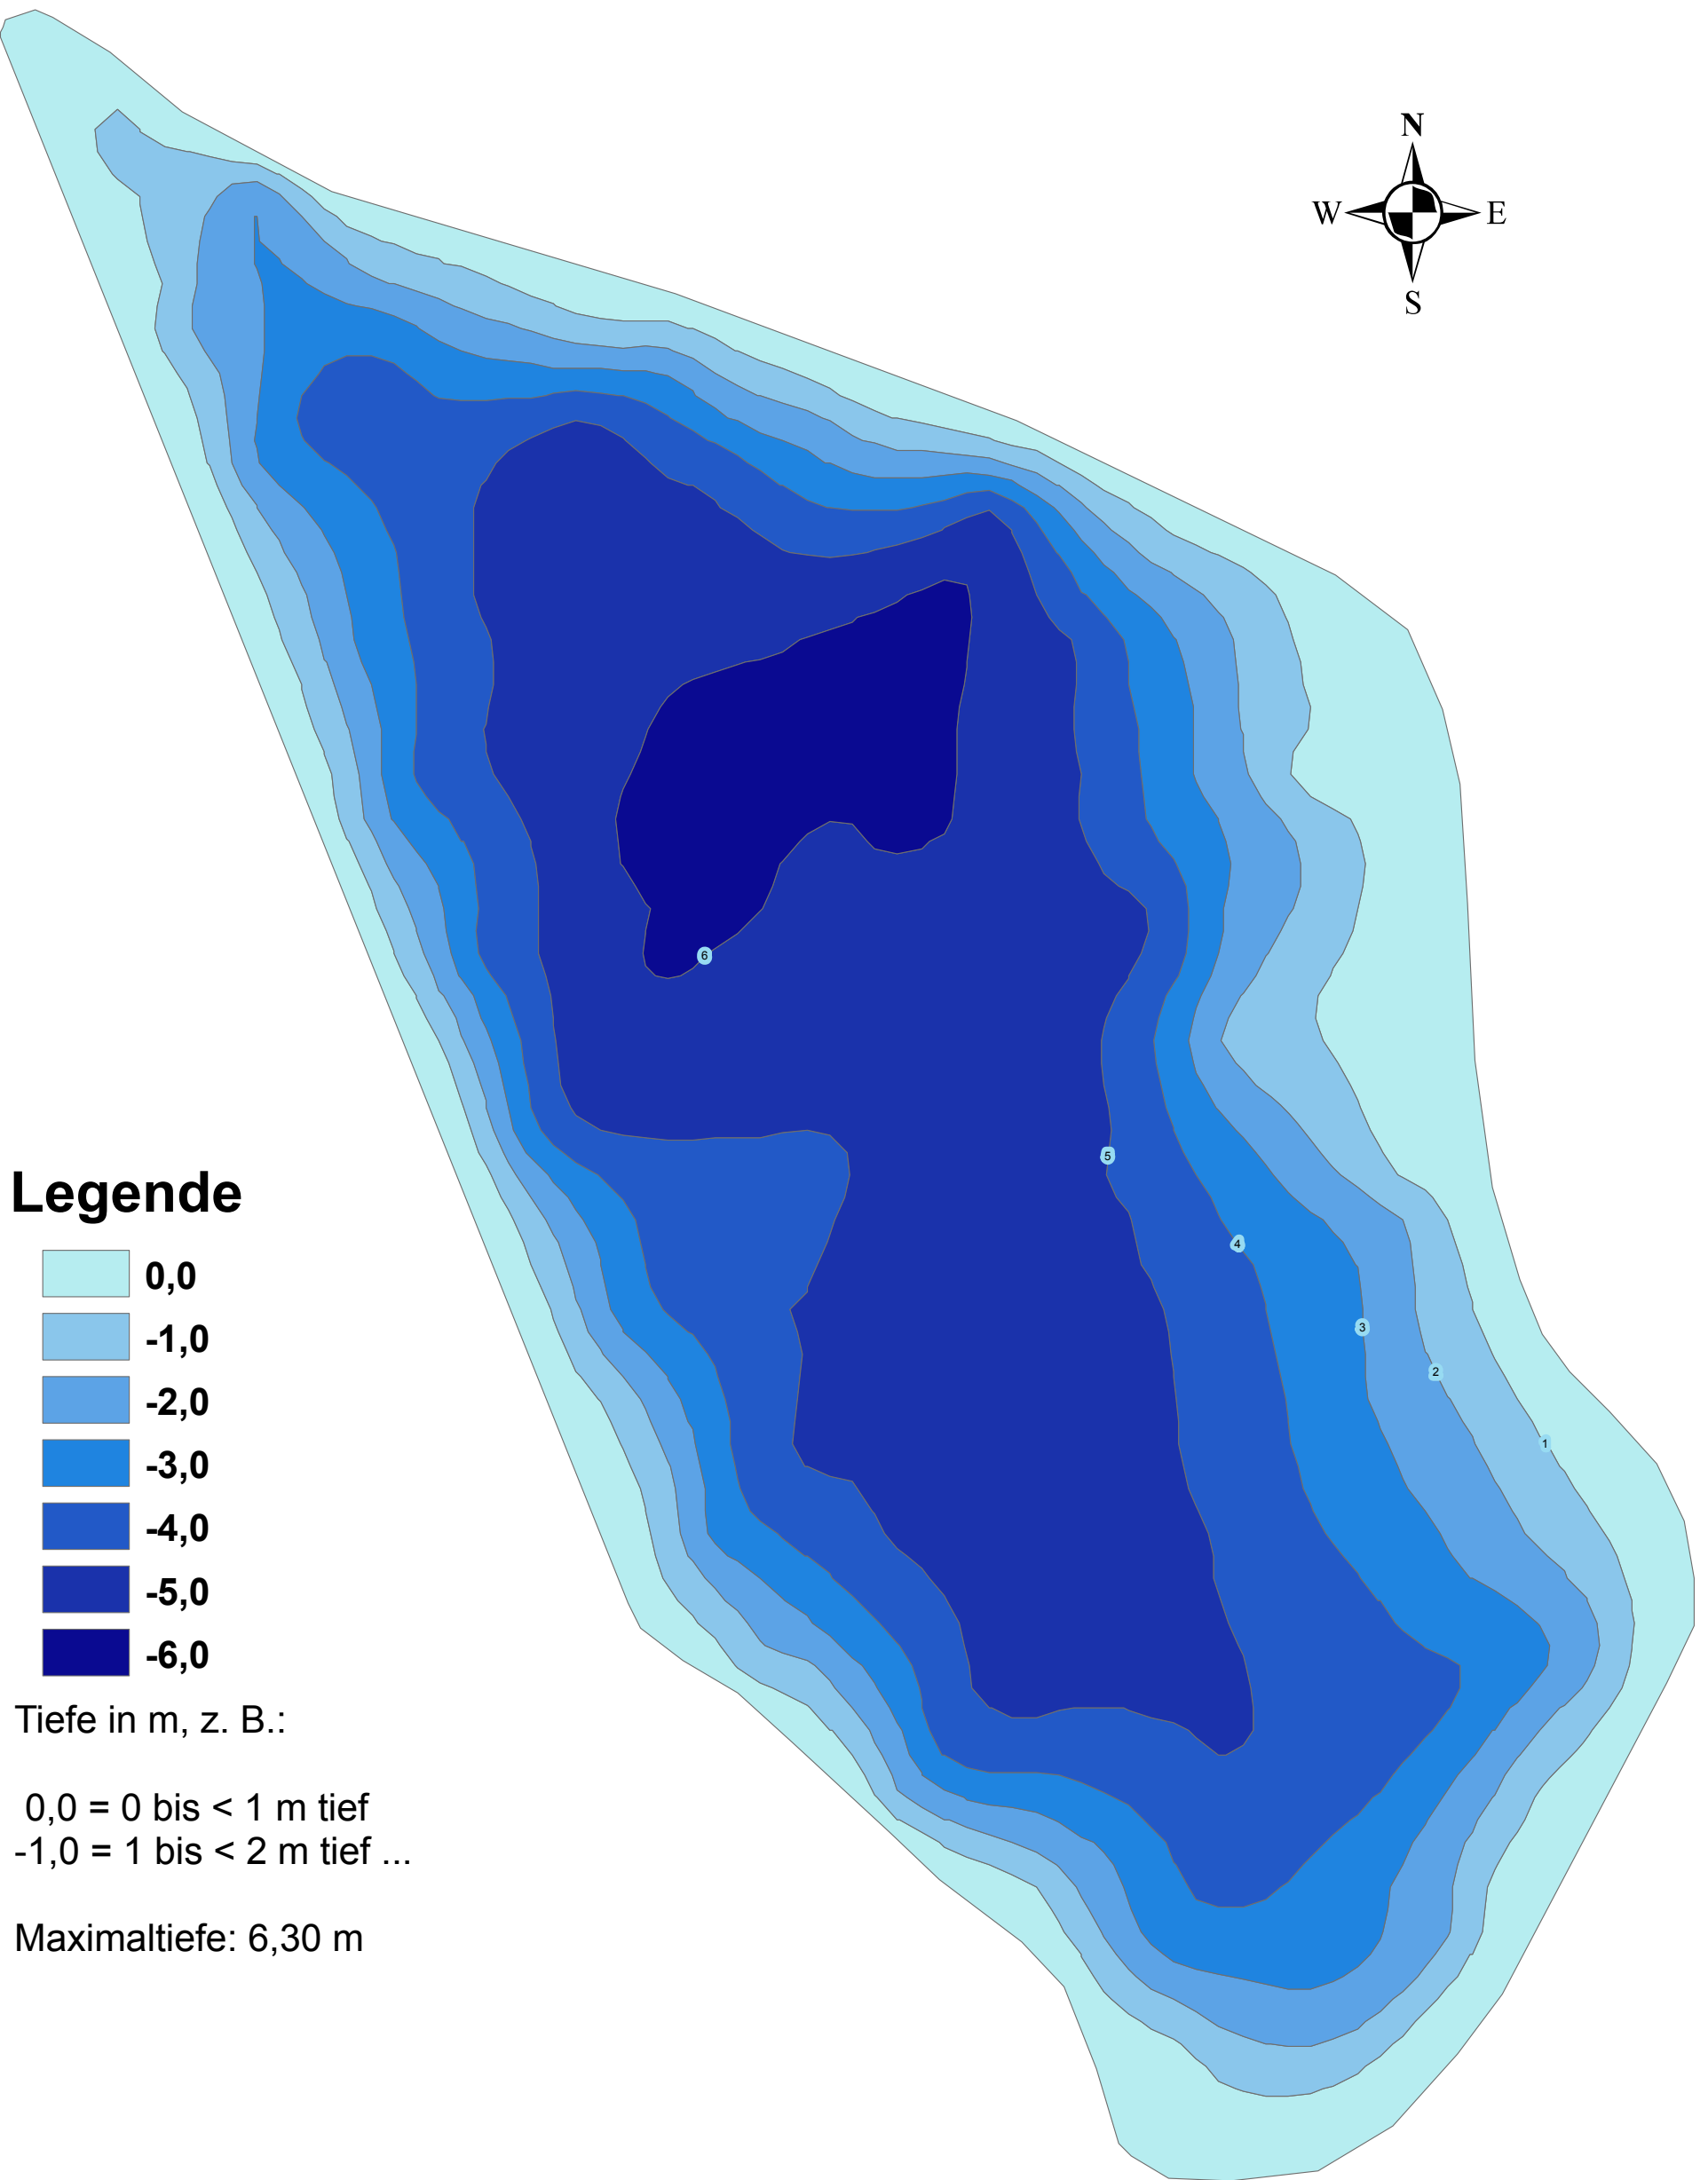 N
W E
S
6
5
4
3
2
1
Legende
0,0
-1,0
-2,0
-3,0
-4,0
-5,0
-6,0
Tiefe in m, z. B.:
0,0 = 0 bis < 1 m tief
-1,0 = 1 bis < 2 m tief ...
Maximaltiefe: 6,30 m